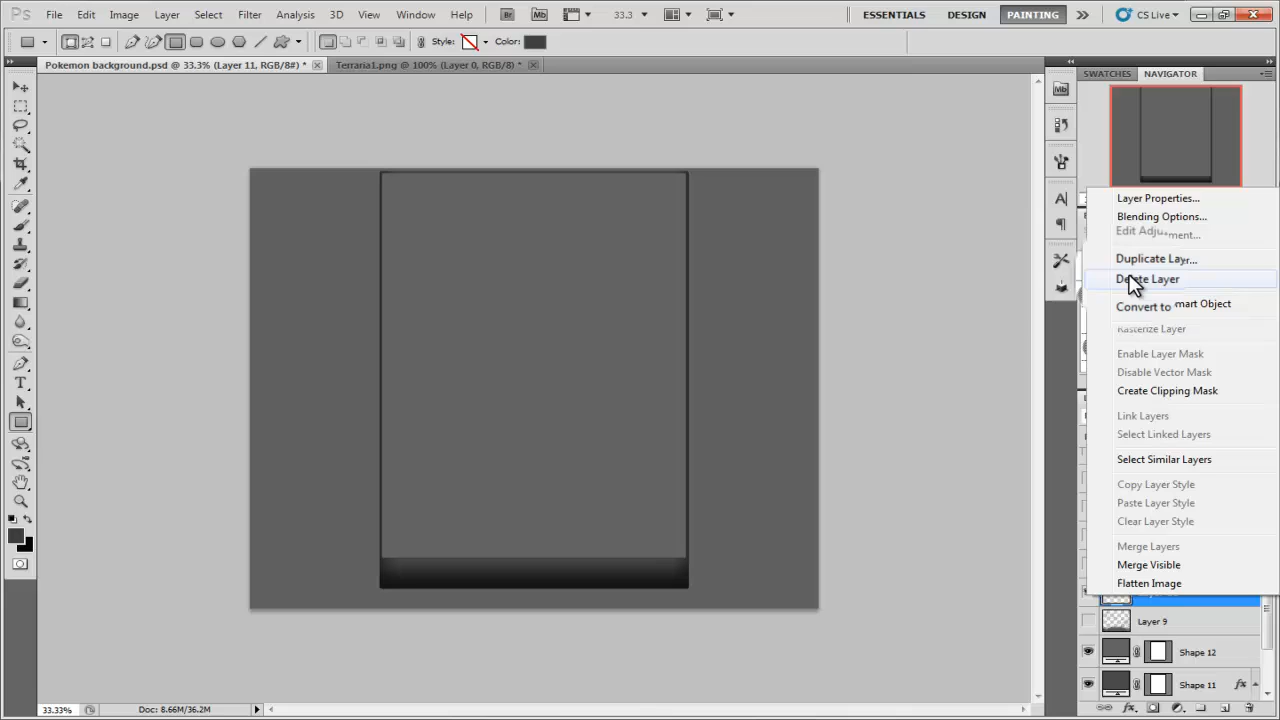 Ps File Edit Image Layer Select Filter Analysis 3D View Window Help Br Mb 33.3 ESSENTIALS DESIGN PAINTING CS Live
Style: Color:
Pokemon background.psd @ 33.3% (Layer 11, RGB/8#) * Terraria1.png @ 100% (Layer 0, RGB/8) *
SWATCHES NAVIGATOR
Layer Properties...
Blending Options...
Duplicate Layer...
Delete Layer
Convert to Smart Object
Rasterize Layer
Enable Layer Mask
Disable Vector Mask
Create Clipping Mask
Link Layers
Select Linked Layers
Select Similar Layers
Copy Layer Style
Paste Layer Style
Clear Layer Style
Merge Layers
Merge Visible
Flatten Image
Layer 9
Shape 12
Shape 11 fx
33.33% Doc: 8.66M/36.2M